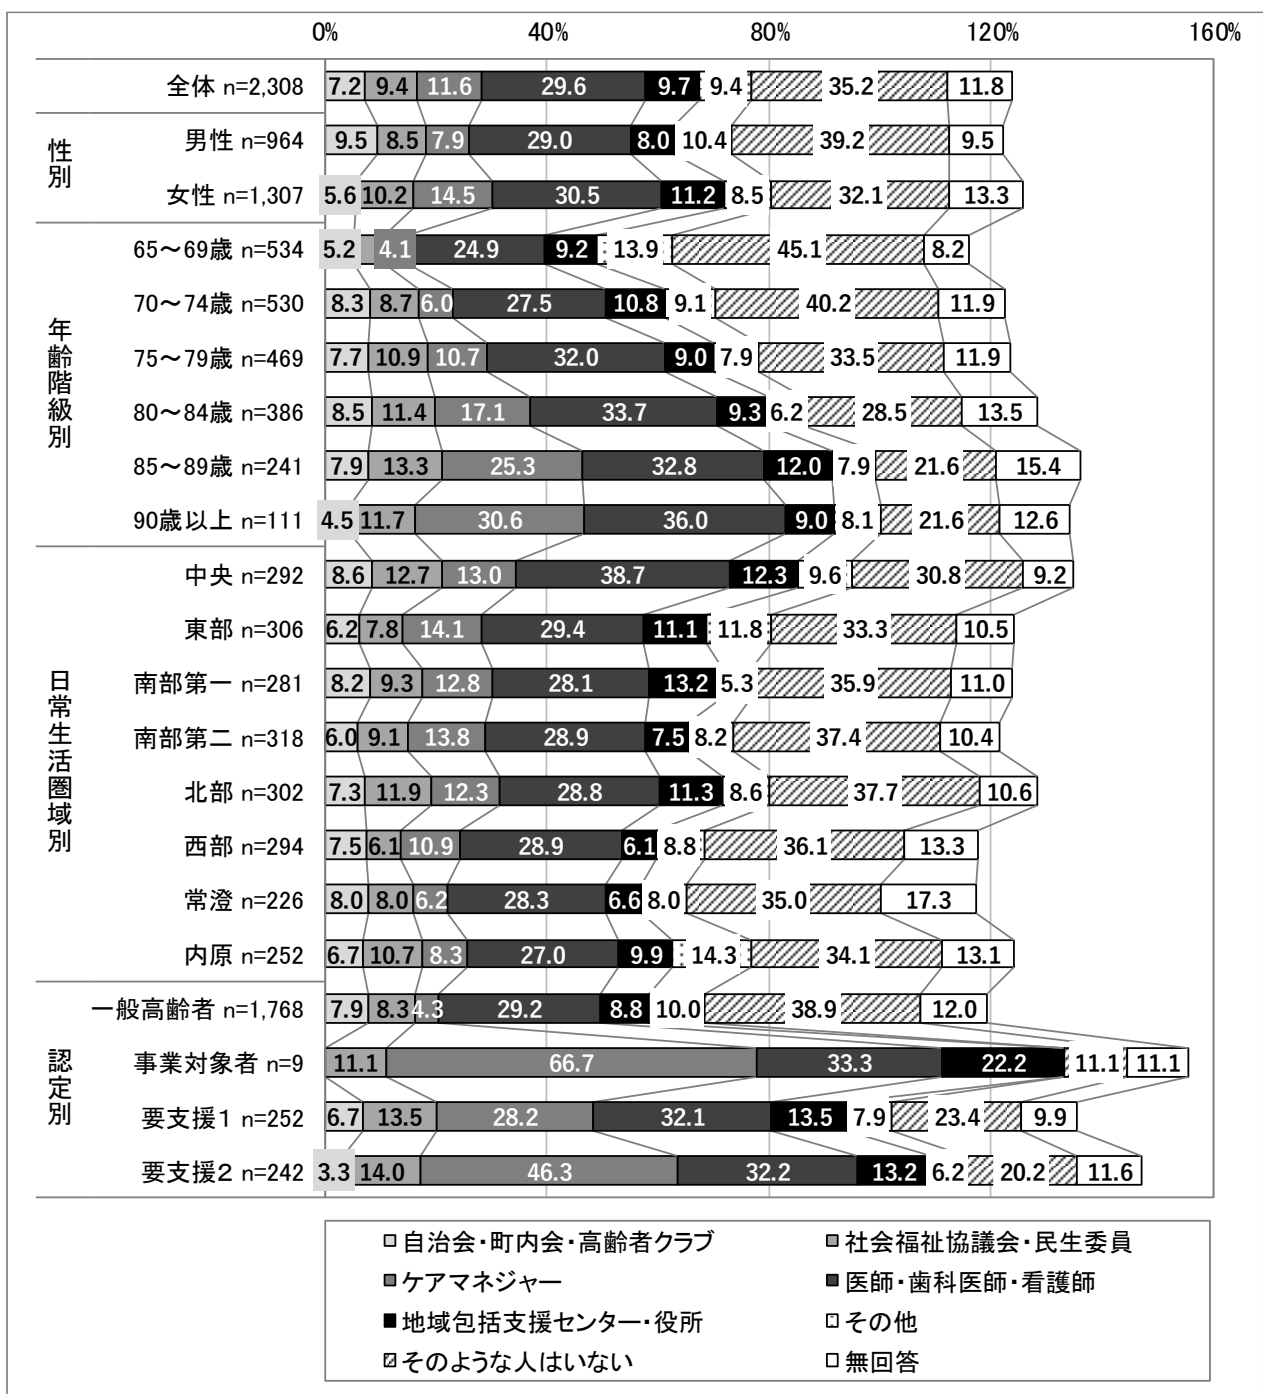 0% 40% 80% 120% 160%
全体 n=2,308 7.2 9.4 11.6 29.6 9.7 9.4 35.2 11.8
性別
男性 n=964 9.5 8.5 7.9 29.0 8.0 10.4 39.2 9.5
女性 n=1,307 5.6 10.2 14.5 30.5 11.2 8.5 32.1 13.3
年齢階級別
65～69歳 n=534 5.2 4.1 24.9 9.2 13.9 45.1 8.2
70～74歳 n=530 8.3 8.7 6.0 27.5 10.8 9.1 40.2 11.9
75～79歳 n=469 7.7 10.9 10.7 32.0 9.0 7.9 33.5 11.9
80～84歳 n=386 8.5 11.4 17.1 33.7 9.3 6.2 28.5 13.5
85～89歳 n=241 7.9 13.3 25.3 32.8 12.0 7.9 21.6 15.4
90歳以上 n=111 4.5 11.7 30.6 36.0 9.0 8.1 21.6 12.6
日常生活圏域別
中央 n=292 8.6 12.7 13.0 38.7 12.3 9.6 30.8 9.2
東部 n=306 6.2 7.8 14.1 29.4 11.1 11.8 33.3 10.5
南部第一 n=281 8.2 9.3 12.8 28.1 13.2 5.3 35.9 11.0
南部第二 n=318 6.0 9.1 13.8 28.9 7.5 8.2 37.4 10.4
北部 n=302 7.3 11.9 12.3 28.8 11.3 8.6 37.7 10.6
西部 n=294 7.5 6.1 10.9 28.9 6.1 8.8 36.1 13.3
常澄 n=226 8.0 8.0 6.2 28.3 6.6 8.0 35.0 17.3
内原 n=252 6.7 10.7 8.3 27.0 9.9 14.3 34.1 13.1
認定別
一般高齢者 n=1,768 7.9 8.3 4.3 29.2 8.8 10.0 38.9 12.0
事業対象者 n=9 11.1 66.7 33.3 22.2 11.1 11.1
要支援1 n=252 6.7 13.5 28.2 32.1 13.5 7.9 23.4 9.9
要支援2 n=242 3.3 14.0 46.3 32.2 13.2 6.2 20.2 11.6
自治会・町内会・高齢者クラブ 社会福祉協議会・民生委員
ケアマネジャー 医師・歯科医師・看護師
地域包括支援センター・役所 その他
そのような人はいない 無回答